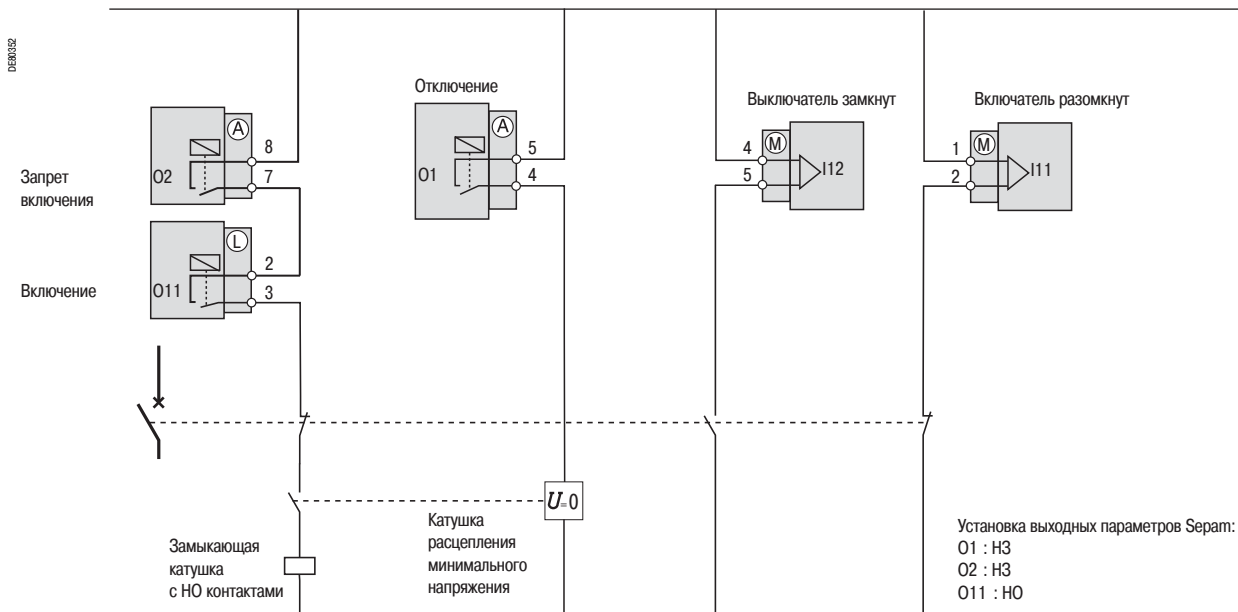 DE80352
Отключение
Выключатель замкнут
Включатель разомкнут
A
8
O2
7
Запрет
включения
A
5
O1
4
M
4
I12
5
M
1
I11
2
L
2
O11
3
Включение
U=0
Замыкающая
катушка
с НО контактами
Катушка
расцепления
минимального
напряжения
Установка выходных параметров Sepam:
O1 : НЗ
O2 : НЗ
O11 : НО